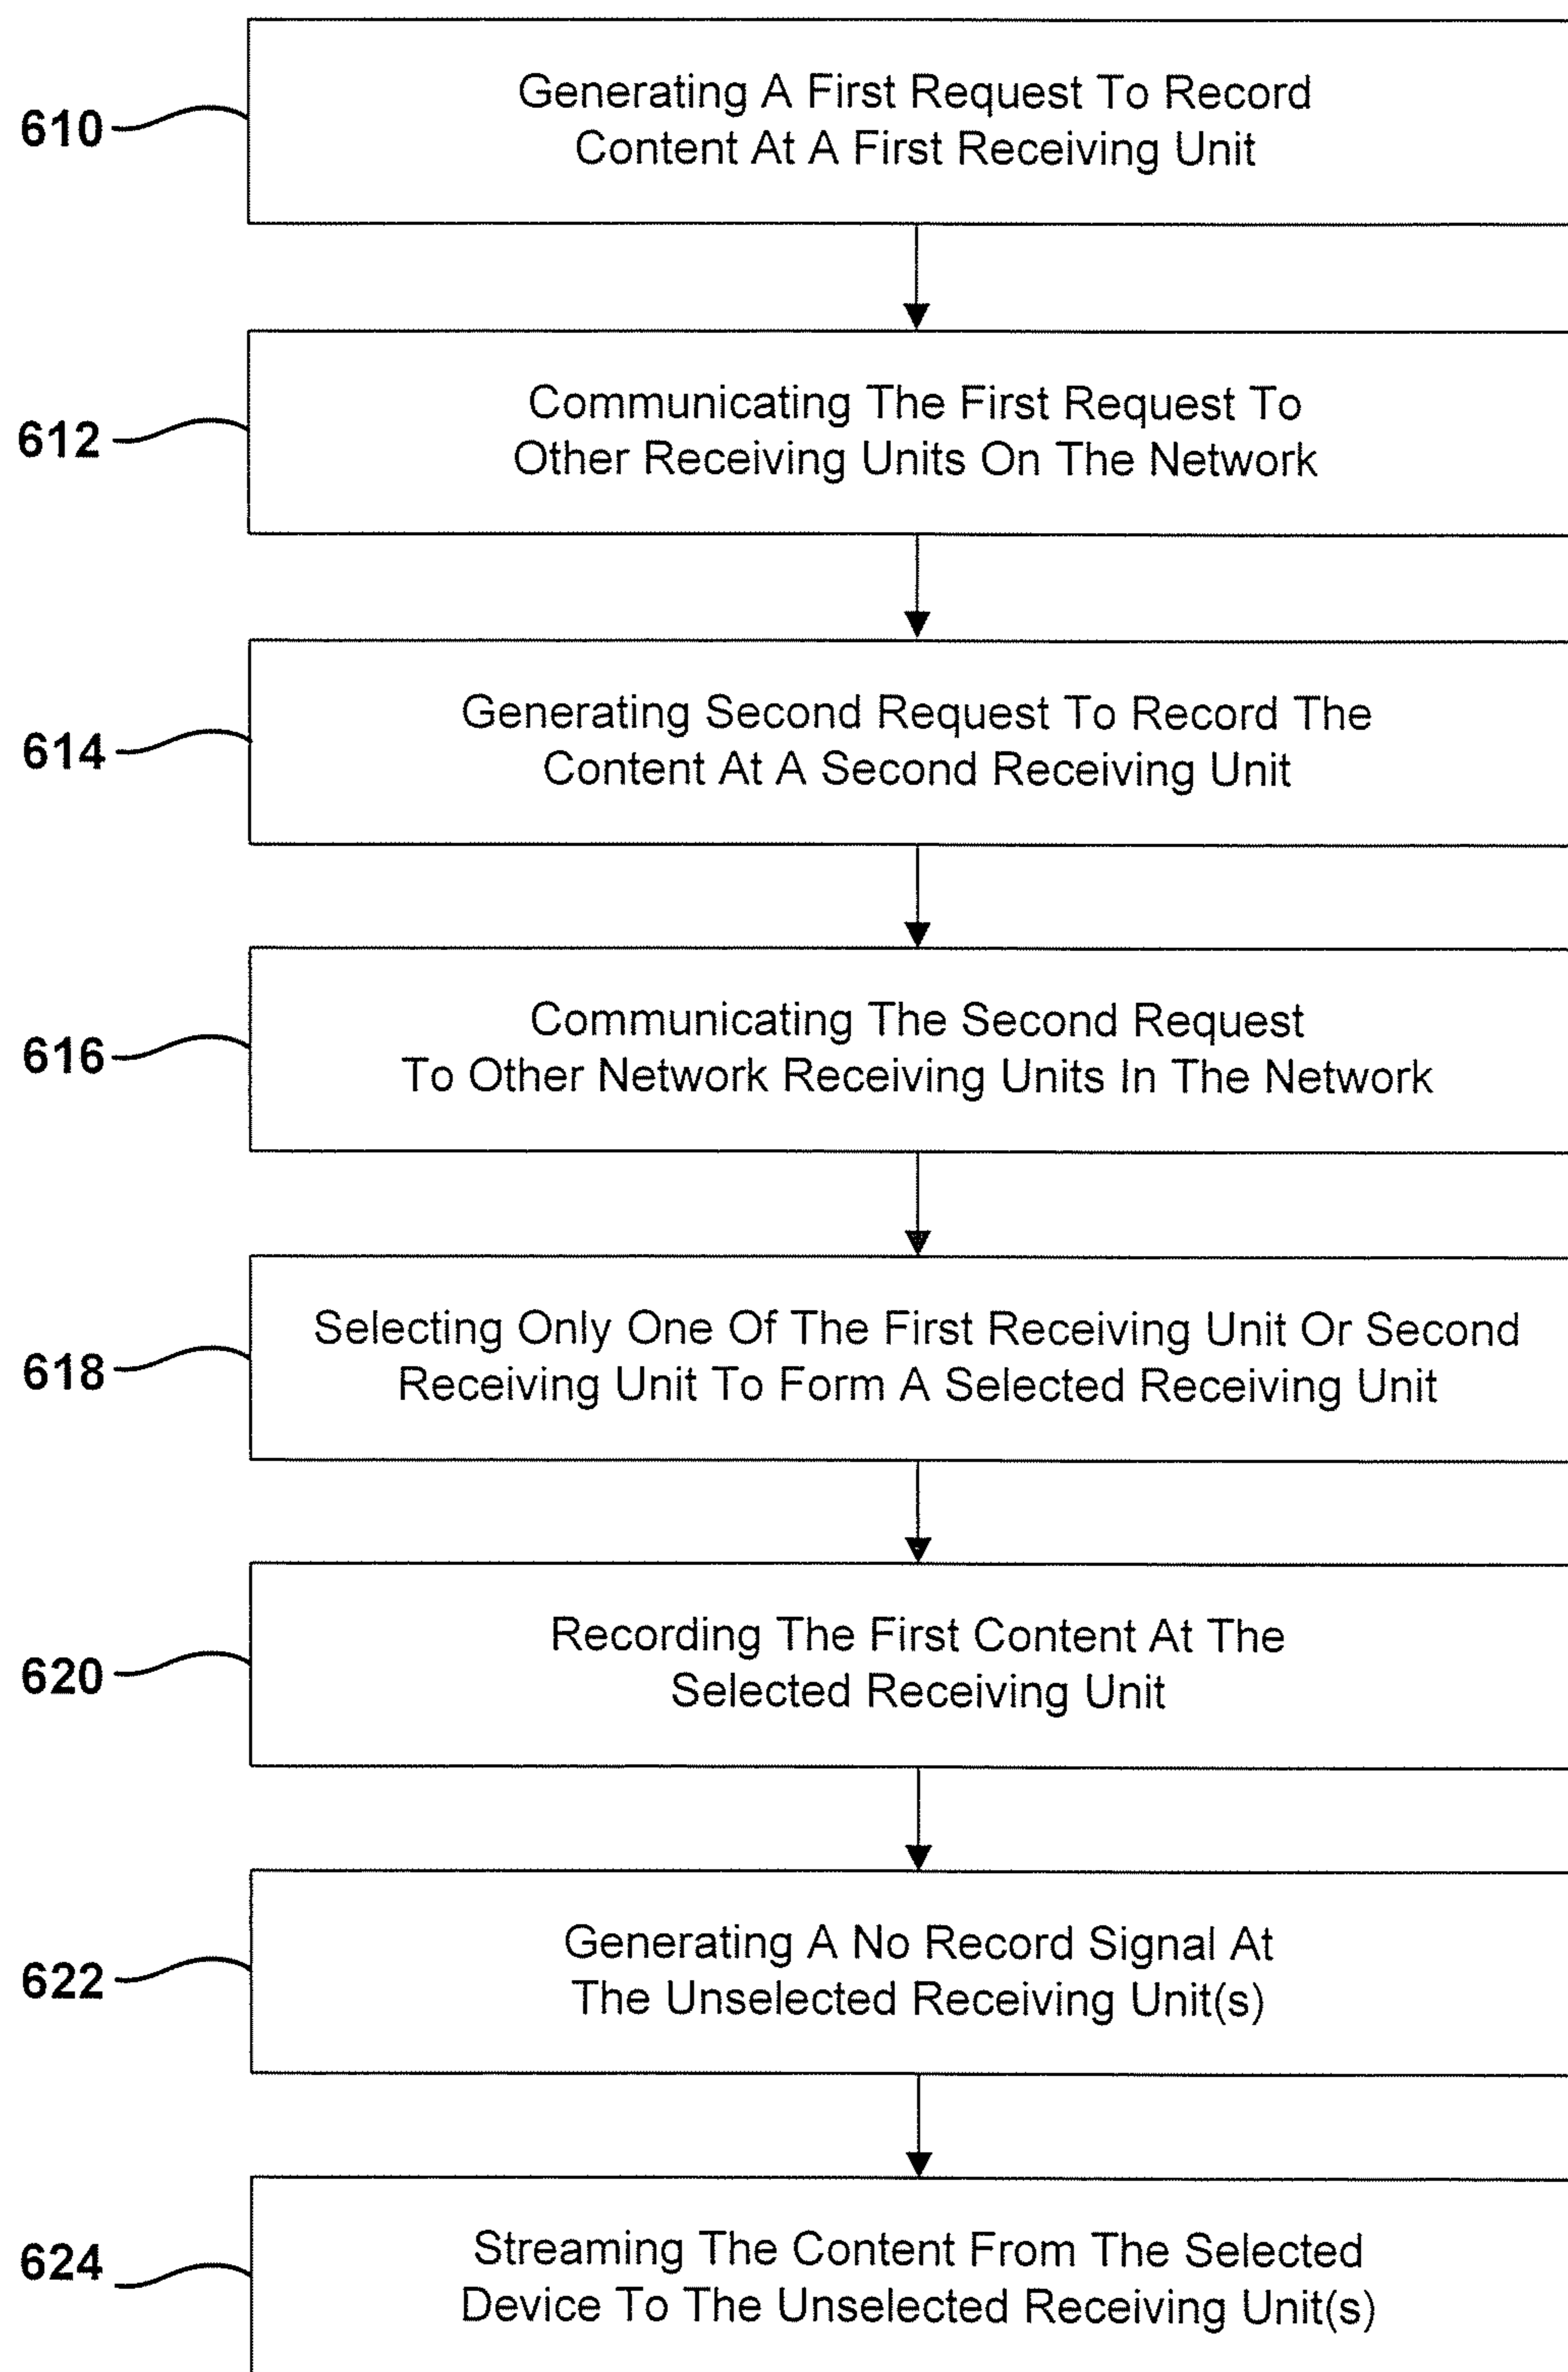 610
Generating A First Request To Record
Content At A First Receiving Unit
612
Communicating The First Request To
Other Receiving Units On The Network
614
Generating Second Request To Record The
Content At A Second Receiving Unit
616
Communicating The Second Request
To Other Network Receiving Units In The Network
618
Selecting Only One Of The First Receiving Unit Or Second
Receiving Unit To Form A Selected Receiving Unit
620
Recording The First Content At The
Selected Receiving Unit
622
Generating A No Record Signal At
The Unselected Receiving Unit(s)
624
Streaming The Content From The Selected
Device To The Unselected Receiving Unit(s)